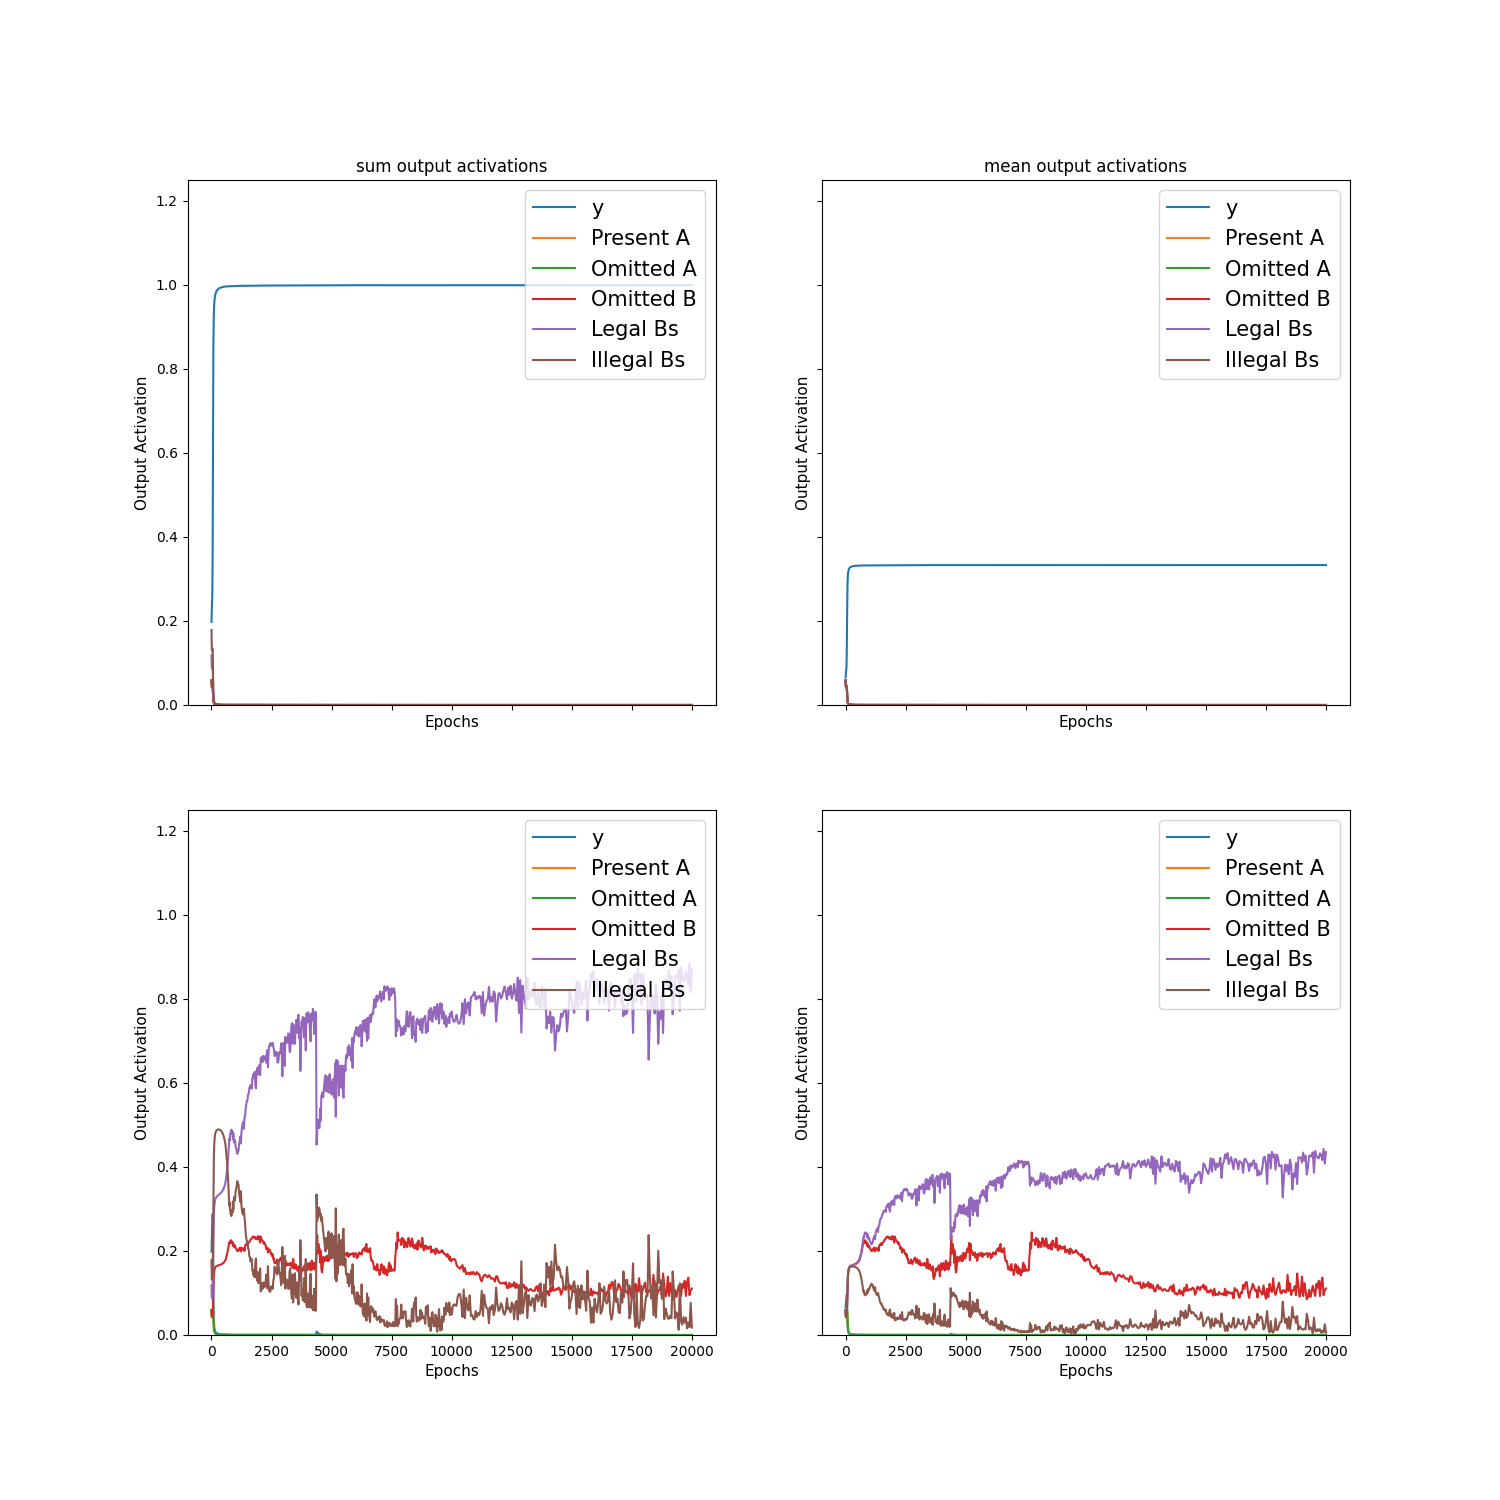 sum output activations
mean output activations
1.2
1.0
0.8
0.6
0.4
0.2
0.0
Output Activation
y
Present A
Omitted A
Omitted B
Legal Bs
Illegal Bs
Epochs
Output Activation
y
Present A
Omitted A
Omitted B
Legal Bs
Illegal Bs
Epochs
1.2
1.0
0.8
0.6
0.4
0.2
0.0
Output Activation
y
Present A
Omitted A
Omitted B
Legal Bs
Illegal Bs
0 2500 5000 7500 10000 12500 15000 17500 20000
Epochs
Output Activation
y
Present A
Omitted A
Omitted B
Legal Bs
Illegal Bs
0 2500 5000 7500 10000 12500 15000 17500 20000
Epochs